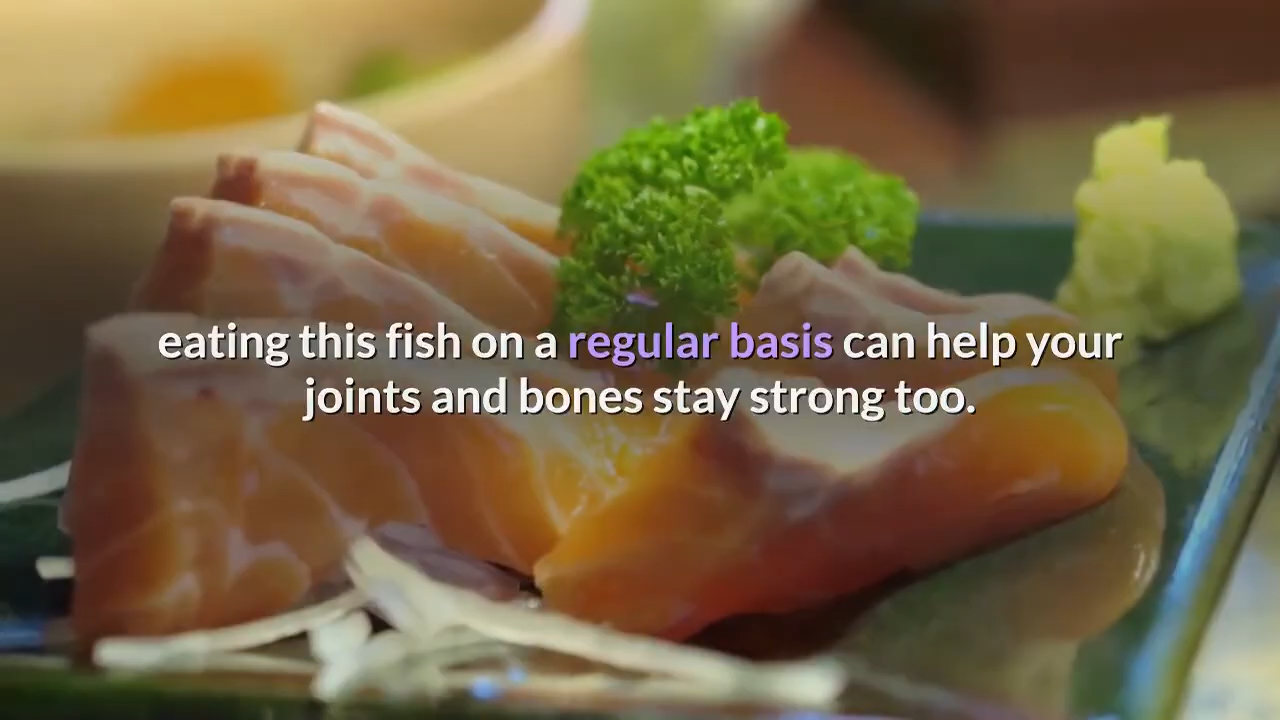 eating this fish on a regular basis can help your
joints and bones stay strong too.